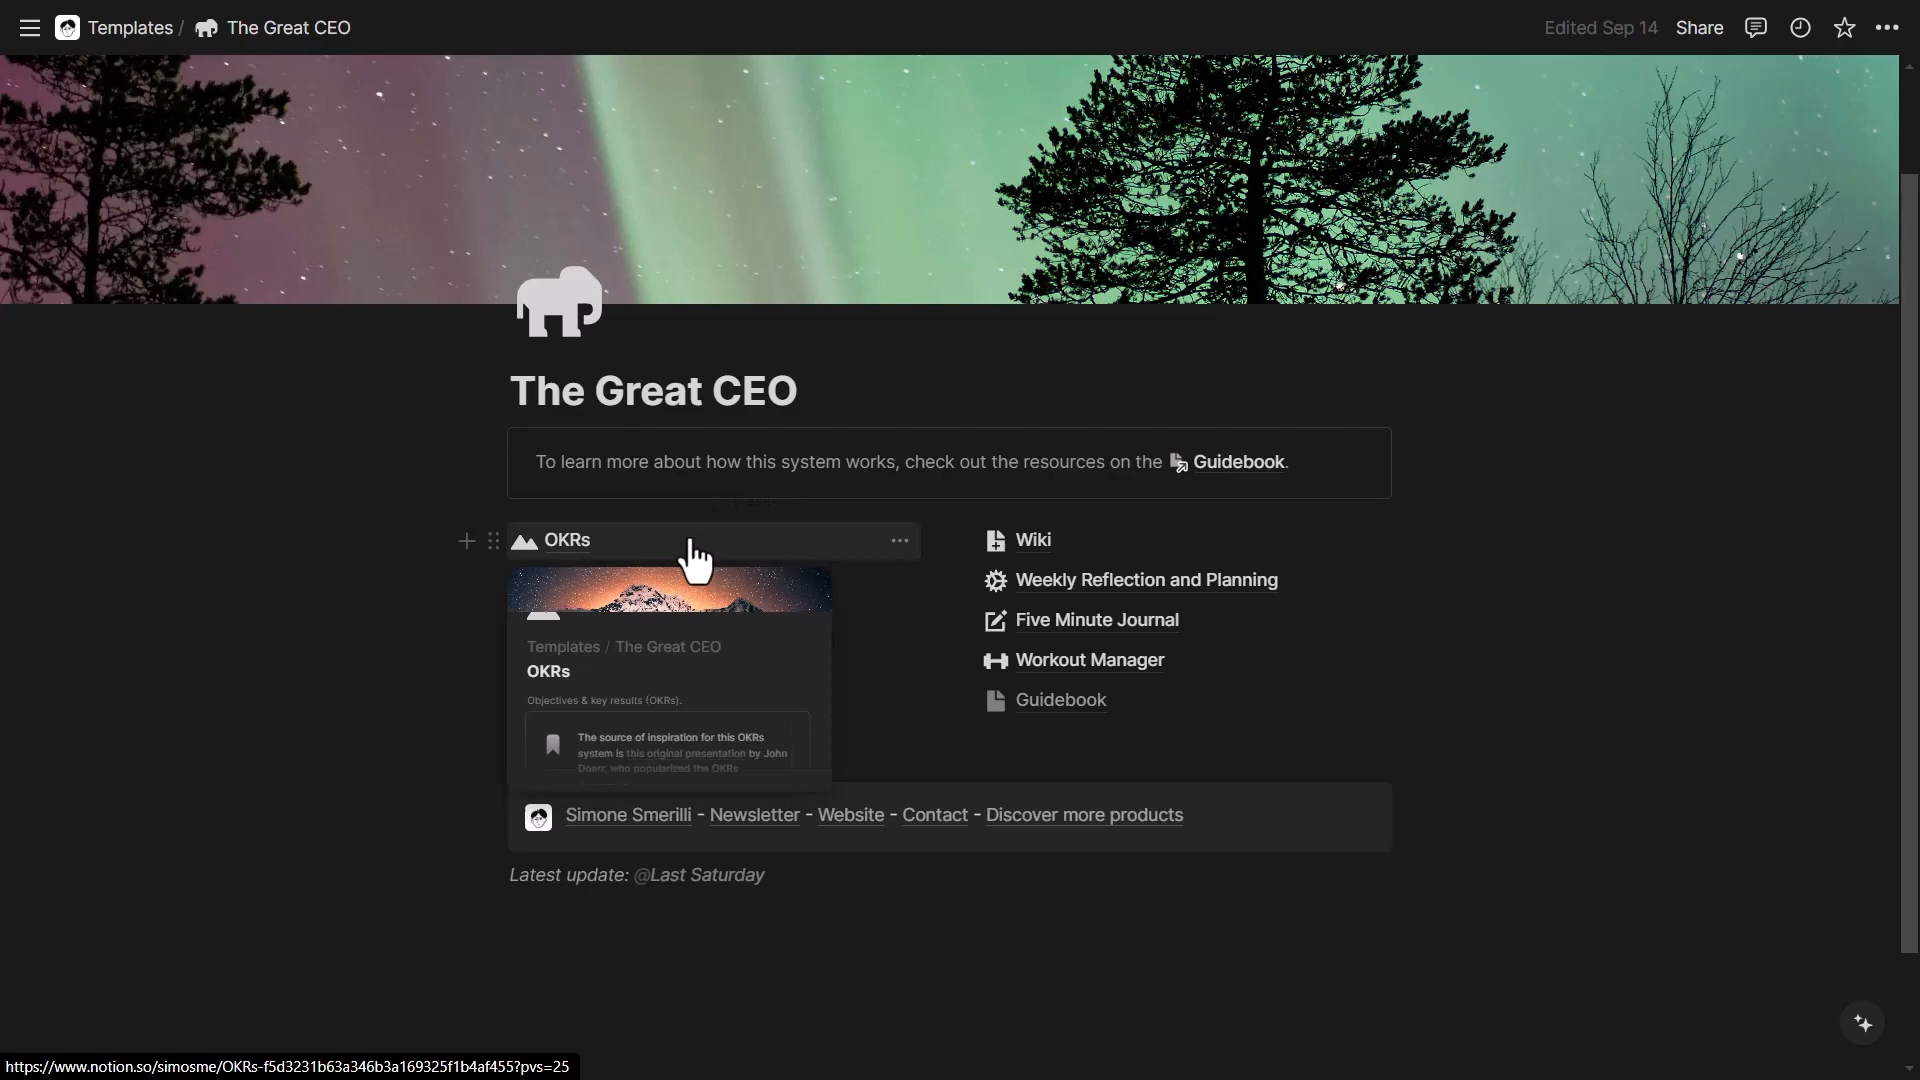 Templates / The Great CEO
Edited Sep 14 Share
The Great CEO
To learn more about how this system works, check out the resources on the Guidebook.
OKRs
Templates / The Great CEO
OKRs
Objectives & key results (OKRs).
The source of inspiration for this OKRs
system is this original presentation by John
Doerr, who popularized the OKRs
Wiki
Weekly Reflection and Planning
Five Minute Journal
Workout Manager
Guidebook
Simone Smerilli - Newsletter - Website - Contact - Discover more products
Latest update: @Last Saturday
https://www.notion.so/simosme/OKRs-f5d3231b63a346b3a169325f1b4af455?pvs=25